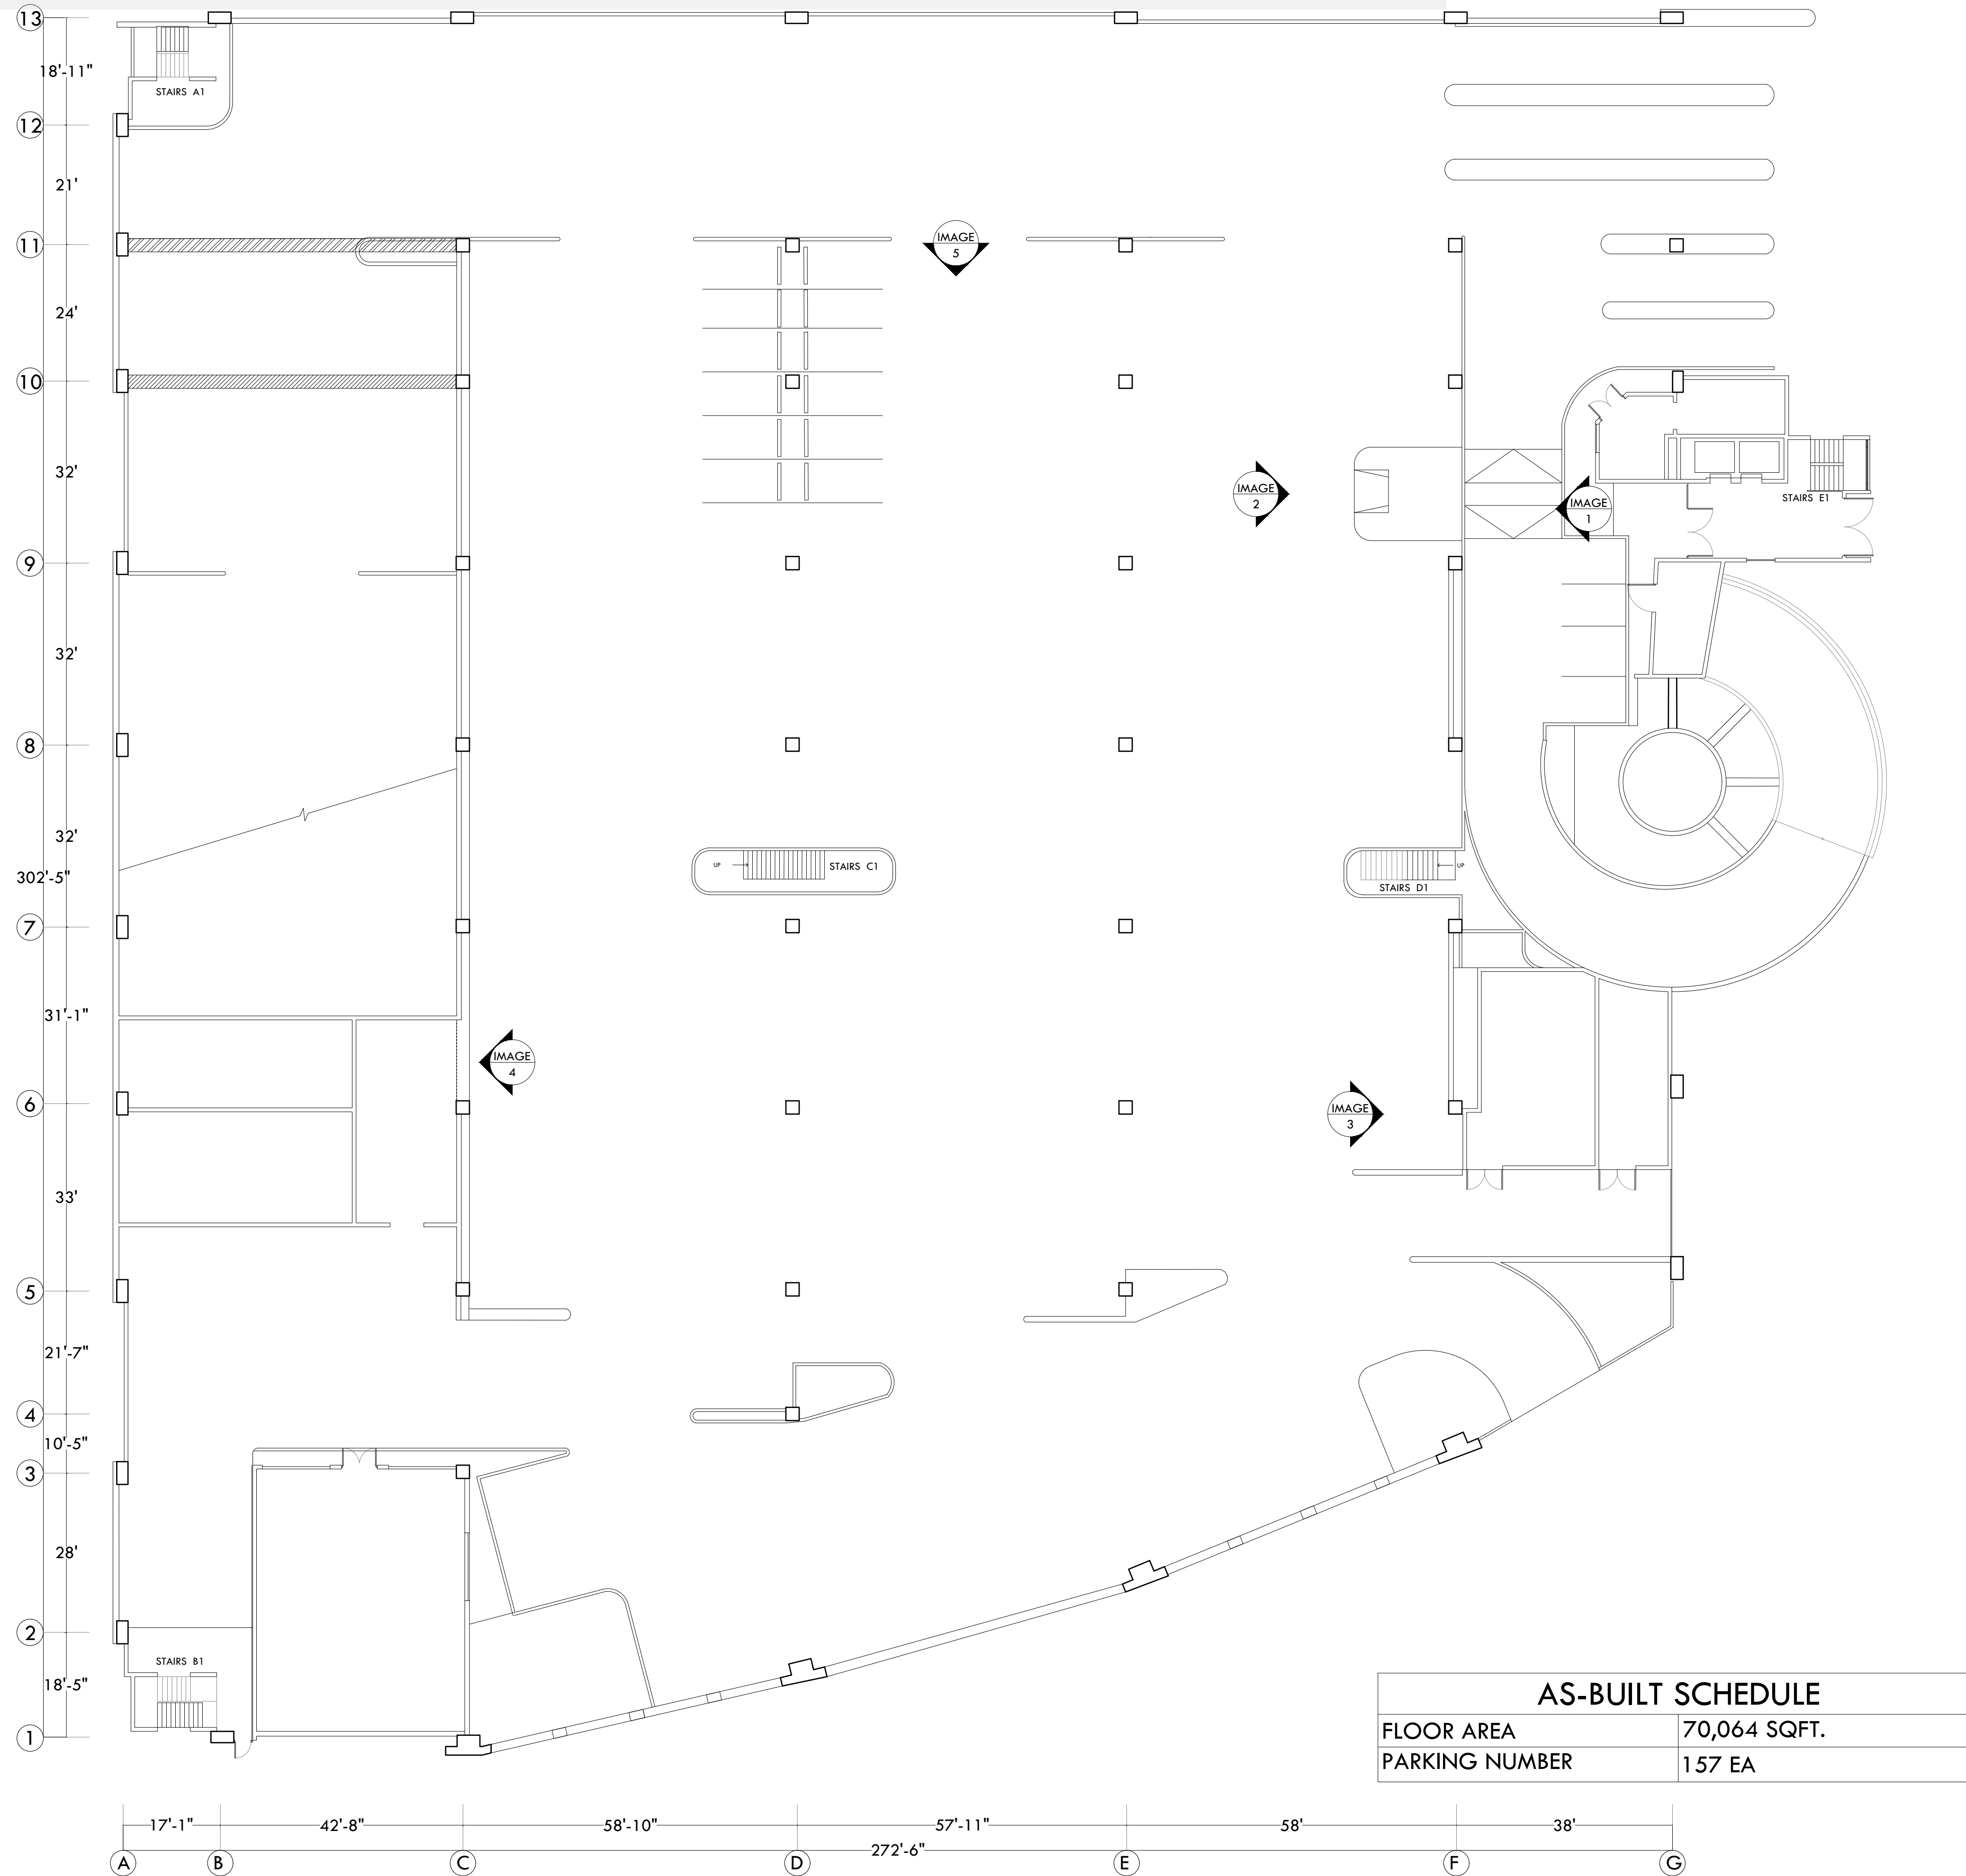 13
18'-11"
STAIRS A1
12
21'
11
IMAGE
5
24'
10
32'
IMAGE
2
IMAGE
1
STAIRS E1
9
32'
8
32'
UP
STAIRS C1
UP
STAIRS D1
302'-5"
7
31'-1"
IMAGE
4
6
IMAGE
3
33'
5
21'-7"
4
10'-5"
3
28'
2
STAIRS B1
18'-5"
1
AS-BUILT SCHEDULE
FLOOR AREA 70,064 SQFT.
PARKING NUMBER 157 EA
17'-1" 42'-8" 58'-10" 57'-11" 58' 38'
272'-6"
A B C D E F G